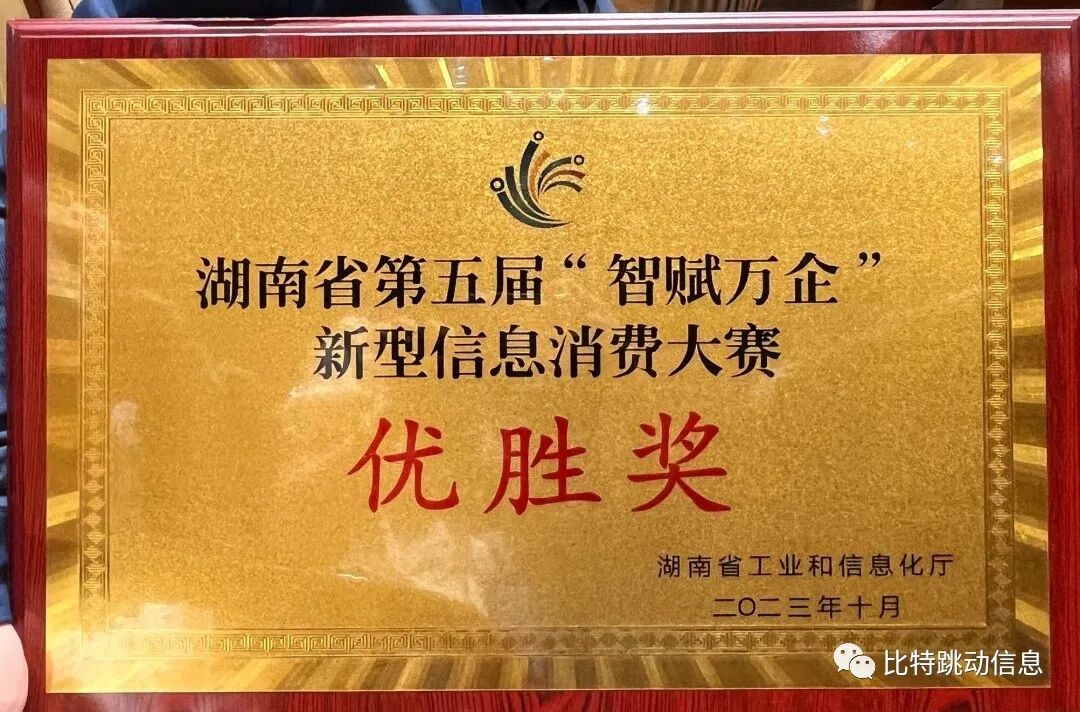 湖南省第五届“智赋万企”
新型信息消费大赛
优胜奖
湖南省工业和信息化厅
二〇二三年十月
比特跳动信息